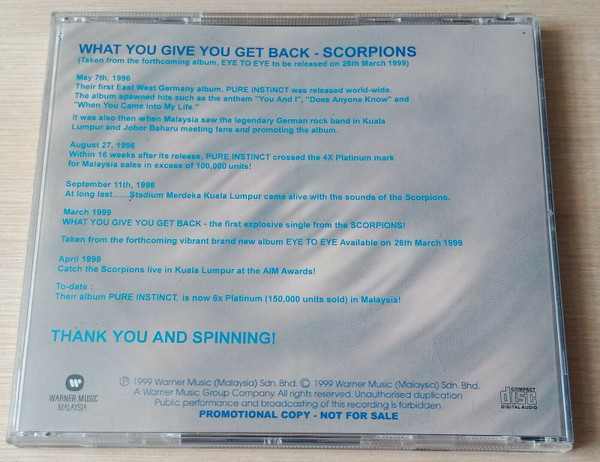 WHAT YOU GIVE YOU GET BACK - SCORPIONS
(Taken from the forthcoming album, EYE TO EYE to be released on 26th March 1999)
May 7th, 1996
Their first East West Germany album, PURE INSTINCT was released world-wide.
The album spawned hits such as the anthem "You And I", "Does Anyone Know" and
"When You Came Into My Life."
It was also then when Malaysia saw the legendary German rock band in Kuala
Lumpur and Johor Baharu meeting fans and promoting the album.
August 27, 1996
Within 16 weeks after its release, PURE INSTINCT crossed the 4X Platinum mark
for Malaysia sales in excess of 100,000 units!
September 11th, 1996
At long last.......Stadium Merdeka Kuala Lumpur came alive with the sounds of the Scorpions.
March 1999
WHAT YOU GIVE YOU GET BACK - the first explosive single from the SCORPIONS!
Taken from the forthcoming vibrant brand new album EYE TO EYE Available on 26th March 1999
April 1999
Catch the Scorpions live in Kuala Lumpur at the AIM Awards!
To-date :
Their album PURE INSTINCT, is now 6x Platinum (150,000 units sold) in Malaysia!
THANK YOU AND SPINNING!
WARNER MUSIC
MALAYSIA
Ⓟ 1999 Warner Music (Malaysia) Sdn. Bhd. © 1999 Warner Music (Malaysia) Sdn. Bhd.
A Warner Music Group Company. All rights reserved. Unauthorised duplication
Public performance and broadcasting of this recording is forbidden.
PROMOTIONAL COPY - NOT FOR SALE
COMPACT
disc
DIGITAL AUDIO